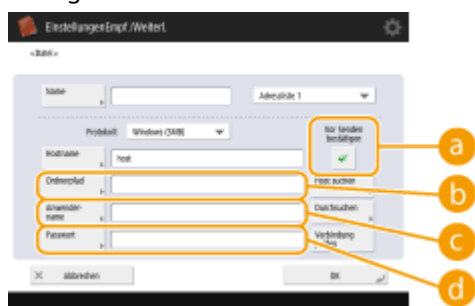 Einstellungen Empf./Weiterl.
<Datei>
Name
Adressliste 1
Protokoll:
Windows (SMB)
Vor Senden
bestätigen
a
Hostname
host
Host suchen
Ordnerpfad
b
Anwender-
name
Durchsuchen
c
Passwort
Verbindung
d
Abbrechen
OK